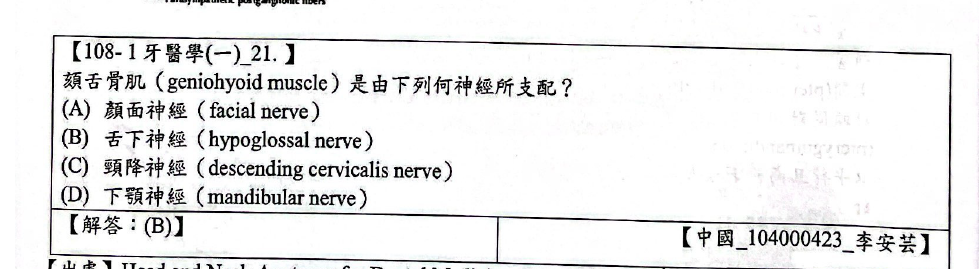 Parasympathetic postganglionic fibers
【108-1 牙醫學(一)_21. 】
頦舌骨肌（geniohyoid muscle）是由下列何神經所支配？
(A) 顏面神經（facial nerve）
(B) 舌下神經（hypoglossal nerve）
(C) 頸降神經（descending cervicalis nerve）
(D) 下顎神經（mandibular nerve）
【解答：(B)】
【中國_104000423_李安芸】
【出處】Head and Neck Anatomy for